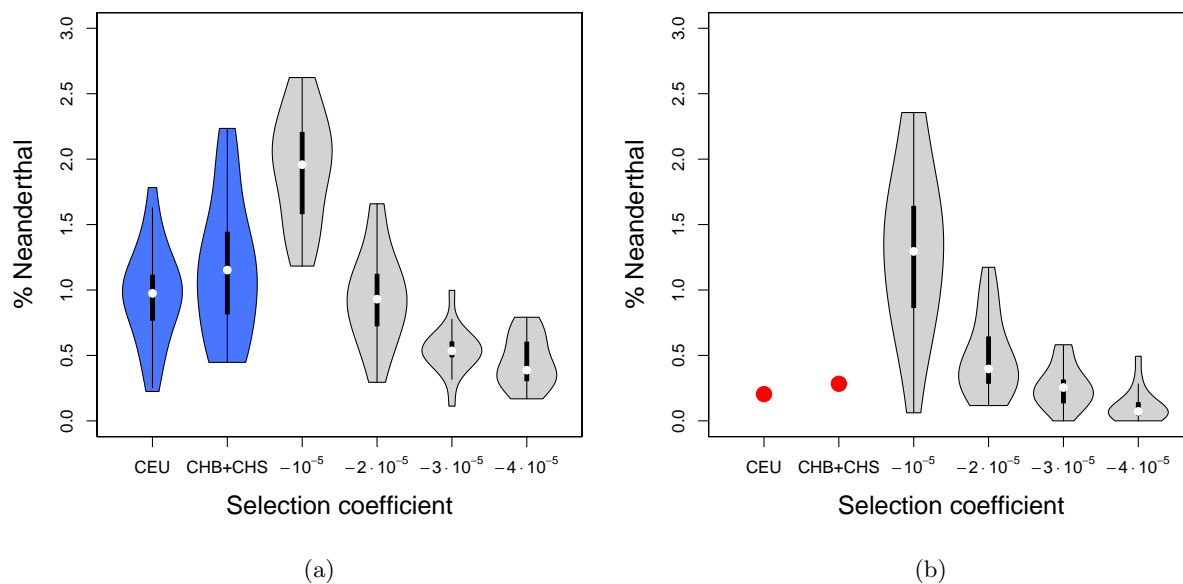 % Neanderthal
3.0
2.5
2.0
1.5
1.0
0.5
0.0
CEU CHB+CHS −10⁻⁵ −2 · 10⁻⁵ −3 · 10⁻⁵ −4 · 10⁻⁵
Selection coefficient
(a)
% Neanderthal
3.0
2.5
2.0
1.5
1.0
0.5
0.0
CEU CHB+CHS −10⁻⁵ −2 · 10⁻⁵ −3 · 10⁻⁵ −4 · 10⁻⁵
Selection coefficient
(b)